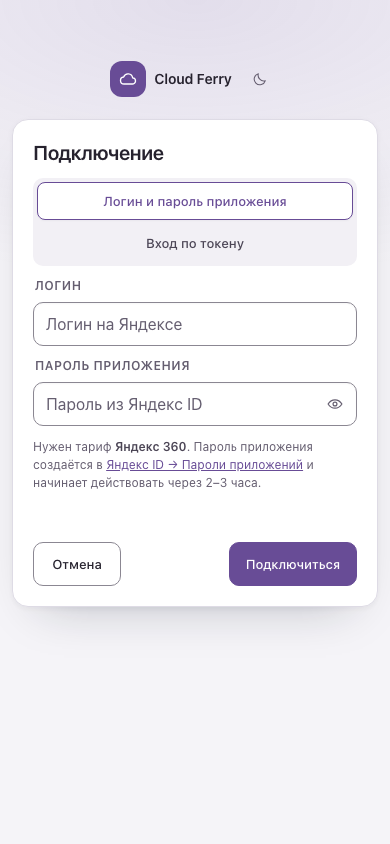 Cloud Ferry
Подключение
Логин и пароль приложения
Вход по токену
ЛОГИН
Логин на Яндексе
ПАРОЛЬ ПРИЛОЖЕНИЯ
Пароль из Яндекс ID
Нужен тариф Яндекс 360. Пароль приложения
создаётся в Яндекс ID → Пароли приложений и
начинает действовать через 2–3 часа.
Отмена
Подключиться